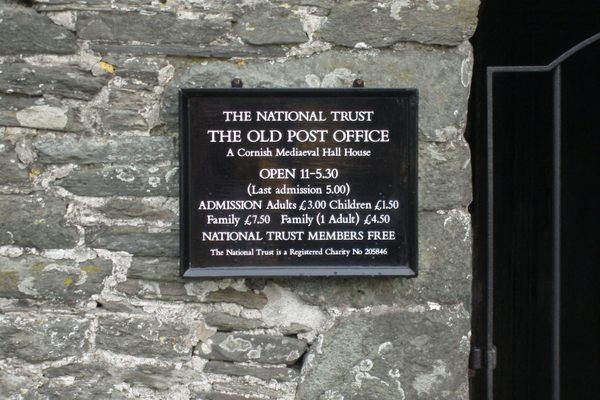 THE NATIONAL TRUST
THE OLD POST OFFICE
A Cornish Mediaeval Hall House
OPEN 11-5.30
(Last admission 5.00)
ADMISSION Adults £3.00 Children £1.50
Family £7.50 Family (1 Adult) £4.50
NATIONAL TRUST MEMBERS FREE
The National Trust is a Registered Charity No 205846